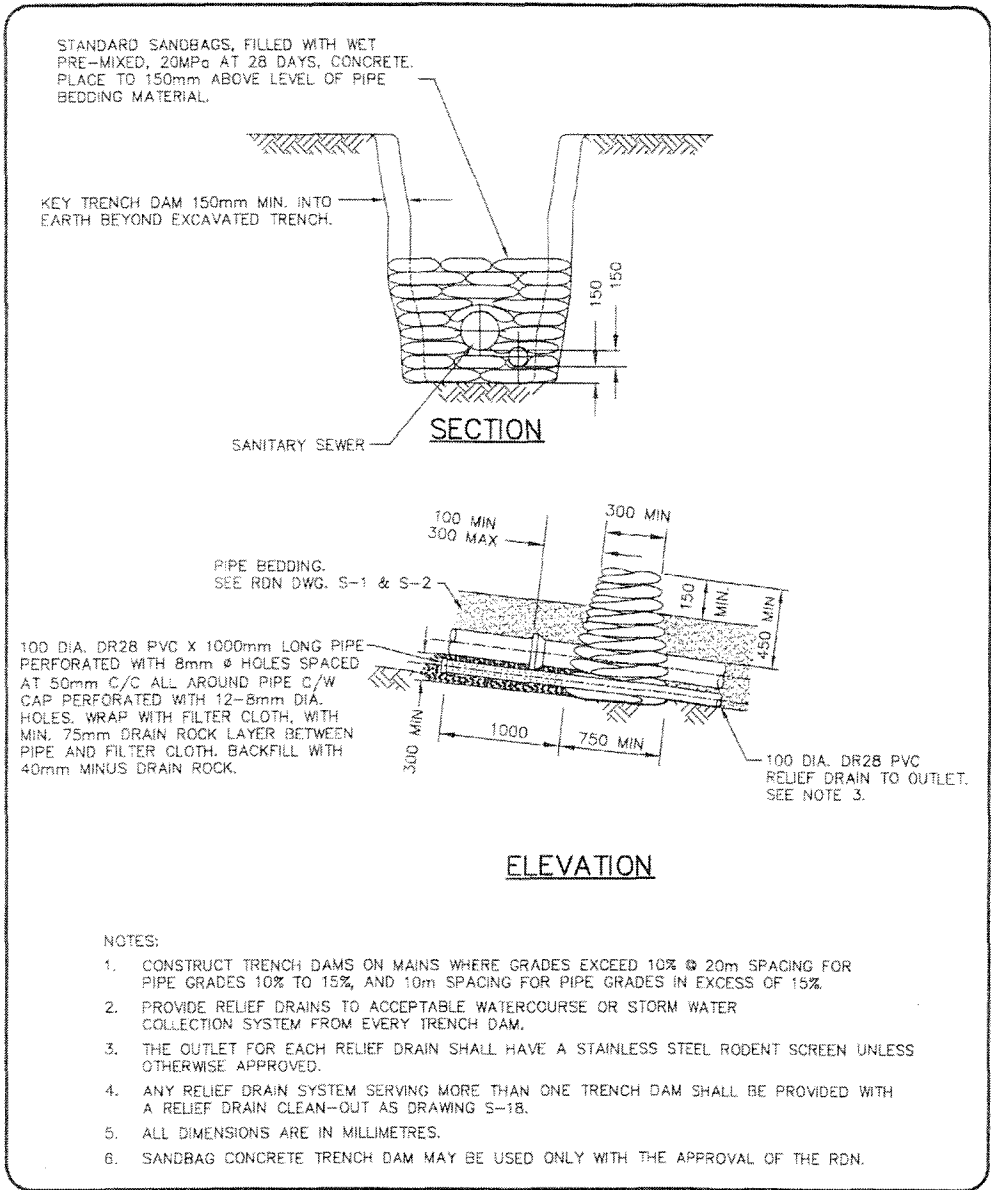 STANDARD SANDBAGS, FILLED WITH WET
PRE-MIXED, 20MPa AT 28 DAYS, CONCRETE.
PLACE TO 150mm ABOVE LEVEL OF PIPE
BEDDING MATERIAL.
KEY TRENCH DAM 150mm MIN. INTO
EARTH BEYOND EXCAVATED TRENCH.
150
150
SANITARY SEWER
SECTION
100 MIN
300 MAX
300 MIN
PIPE BEDDING.
SEE RDN DWG. S-1 & S-2
150
MIN.
450 MIN
100 DIA. DR28 PVC X 1000mm LONG PIPE
PERFORATED WITH 8mm ø HOLES SPACED
AT 50mm C/C ALL AROUND PIPE C/W
CAP PERFORATED WITH 12-8mm DIA.
HOLES. WRAP WITH FILTER CLOTH, WITH
MIN. 75mm DRAIN ROCK LAYER BETWEEN
PIPE AND FILTER CLOTH. BACKFILL WITH
40mm MINUS DRAIN ROCK.
300 MIN
1000
750 MIN
100 DIA. DR28 PVC
RELIEF DRAIN TO OUTLET.
SEE NOTE 3.
ELEVATION
NOTES:
1. CONSTRUCT TRENCH DAMS ON MAINS WHERE GRADES EXCEED 10% @ 20m SPACING FOR
PIPE GRADES 10% TO 15%, AND 10m SPACING FOR PIPE GRADES IN EXCESS OF 15%.
2. PROVIDE RELIEF DRAINS TO ACCEPTABLE WATERCOURSE OR STORM WATER
COLLECTION SYSTEM FROM EVERY TRENCH DAM.
3. THE OUTLET FOR EACH RELIEF DRAIN SHALL HAVE A STAINLESS STEEL RODENT SCREEN UNLESS
OTHERWISE APPROVED.
4. ANY RELIEF DRAIN SYSTEM SERVING MORE THAN ONE TRENCH DAM SHALL BE PROVIDED WITH
A RELIEF DRAIN CLEAN-OUT AS DRAWING S-18.
5. ALL DIMENSIONS ARE IN MILLIMETRES.
6. SANDBAG CONCRETE TRENCH DAM MAY BE USED ONLY WITH THE APPROVAL OF THE RDN.